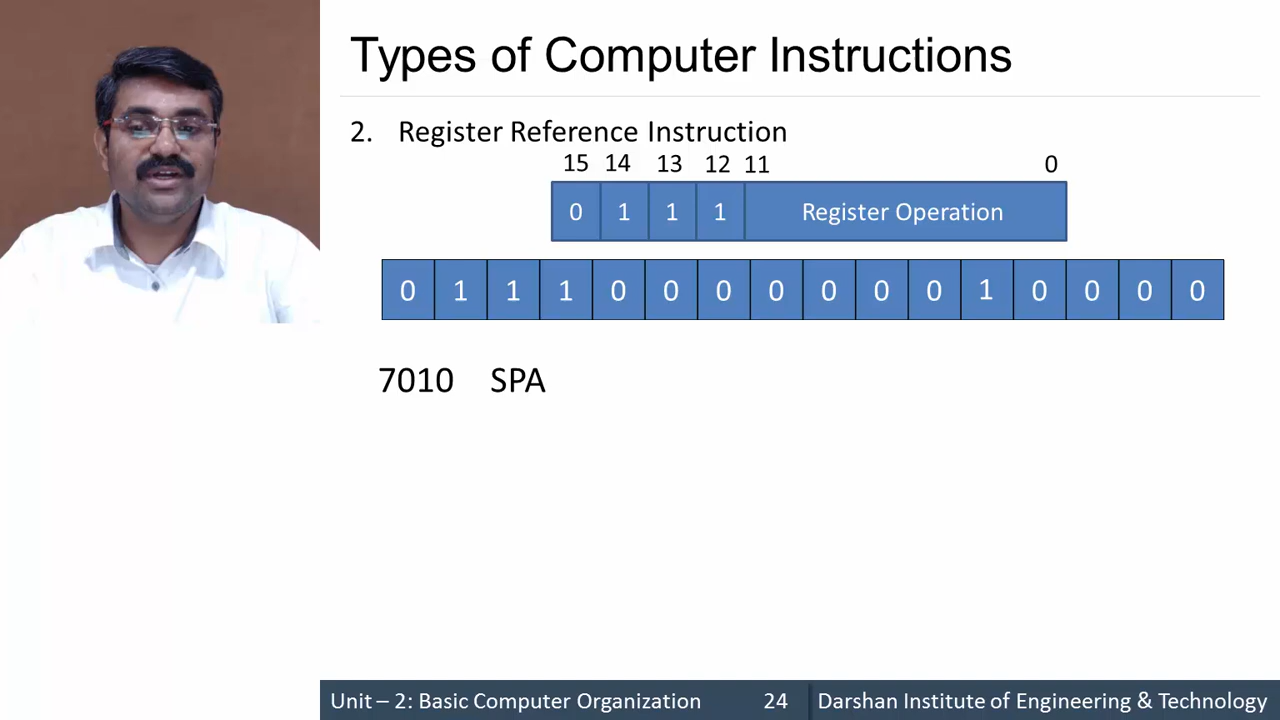 Types of Computer Instructions
2. Register Reference Instruction
15 14 13 12 11 0
0 1 1 1 Register Operation
0 1 1 1 0 0 0 0 0 0 0 1 0 0 0 0
7010 SPA
Unit – 2: Basic Computer Organization 24 Darshan Institute of Engineering & Technology